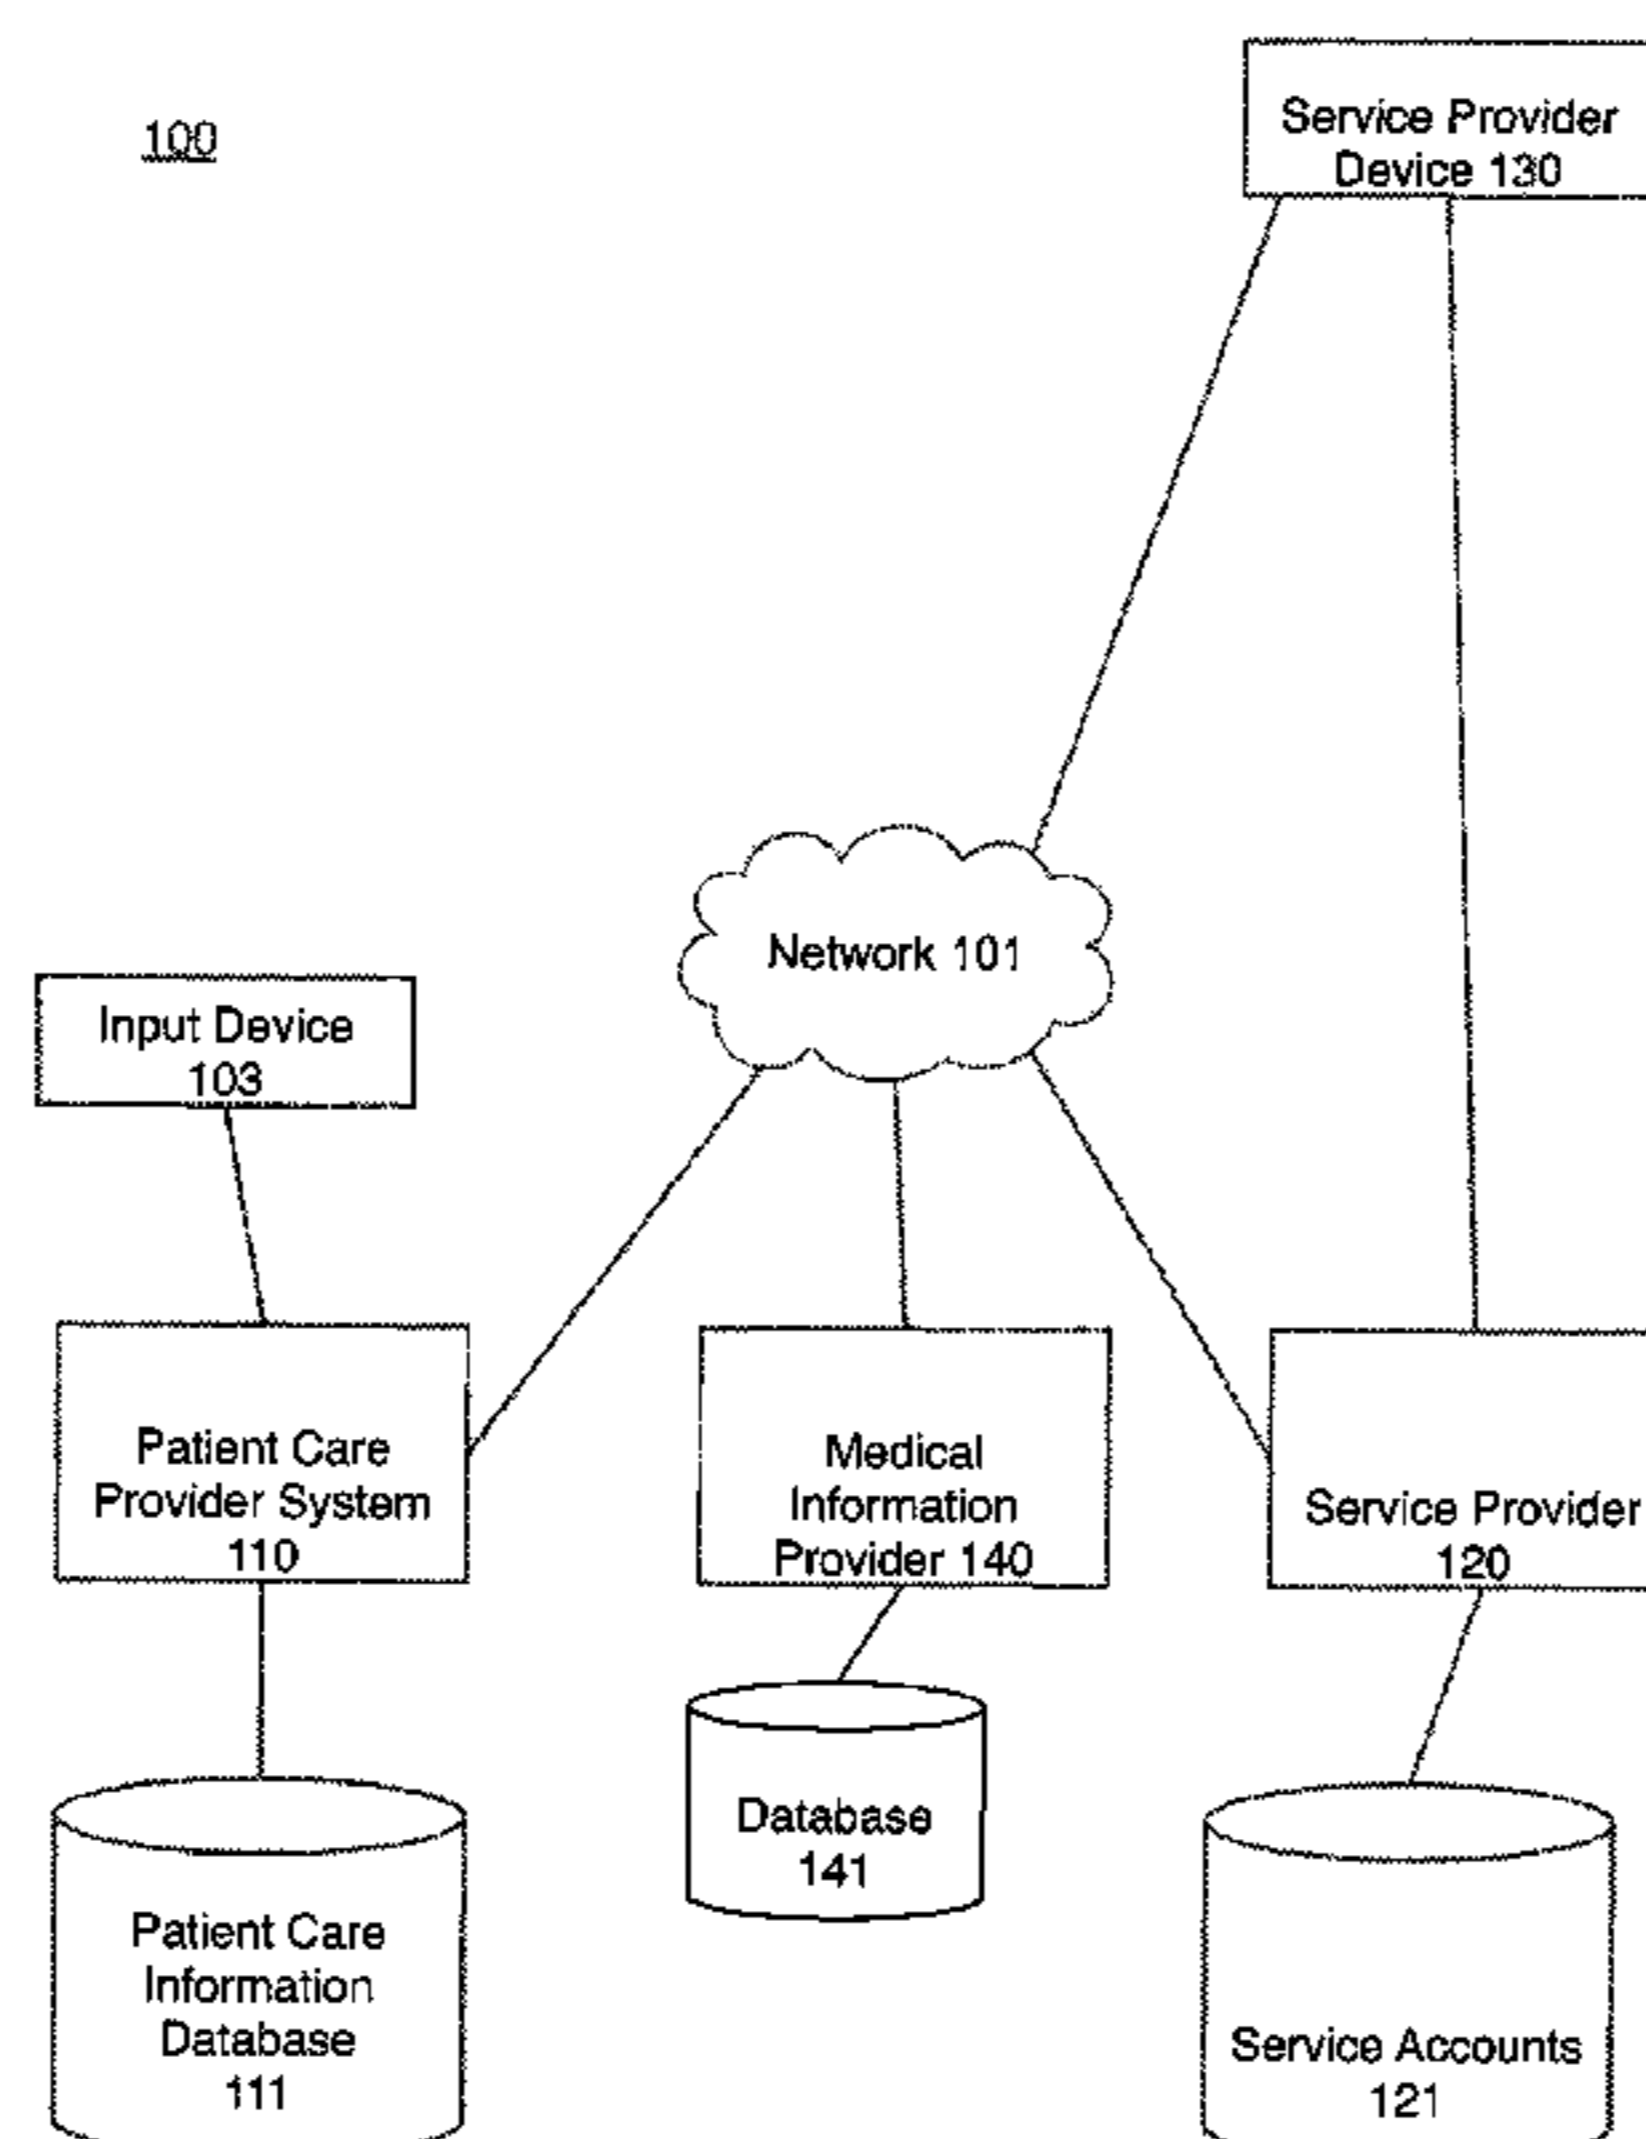 100
Service Provider
Device 130
Network 101
Input Device
103
Patient Care
Provider System
110
Medical
Information
Provider 140
Service Provider
120
Database
141
Patient Care
Information
Database
111
Service Accounts
121